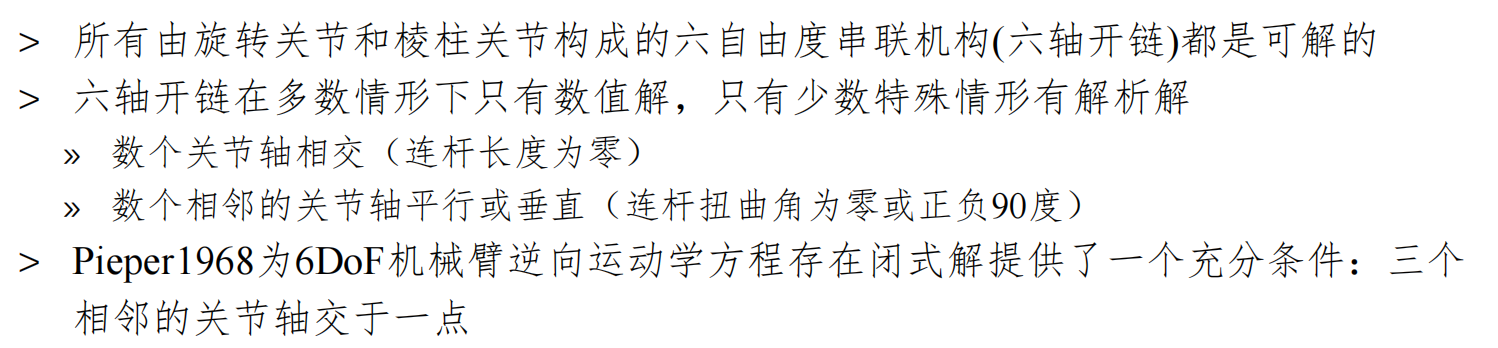 > 所有由旋转关节和棱柱关节构成的六自由度串联机构(六轴开链)都是可解的
> 六轴开链在多数情形下只有数值解，只有少数特殊情形有解析解
» 数个关节轴相交（连杆长度为零）
» 数个相邻的关节轴平行或垂直（连杆扭曲角为零或正负90度）
> Pieper1968为6DoF机械臂逆向运动学方程存在闭式解提供了一个充分条件：三个
相邻的关节轴交于一点